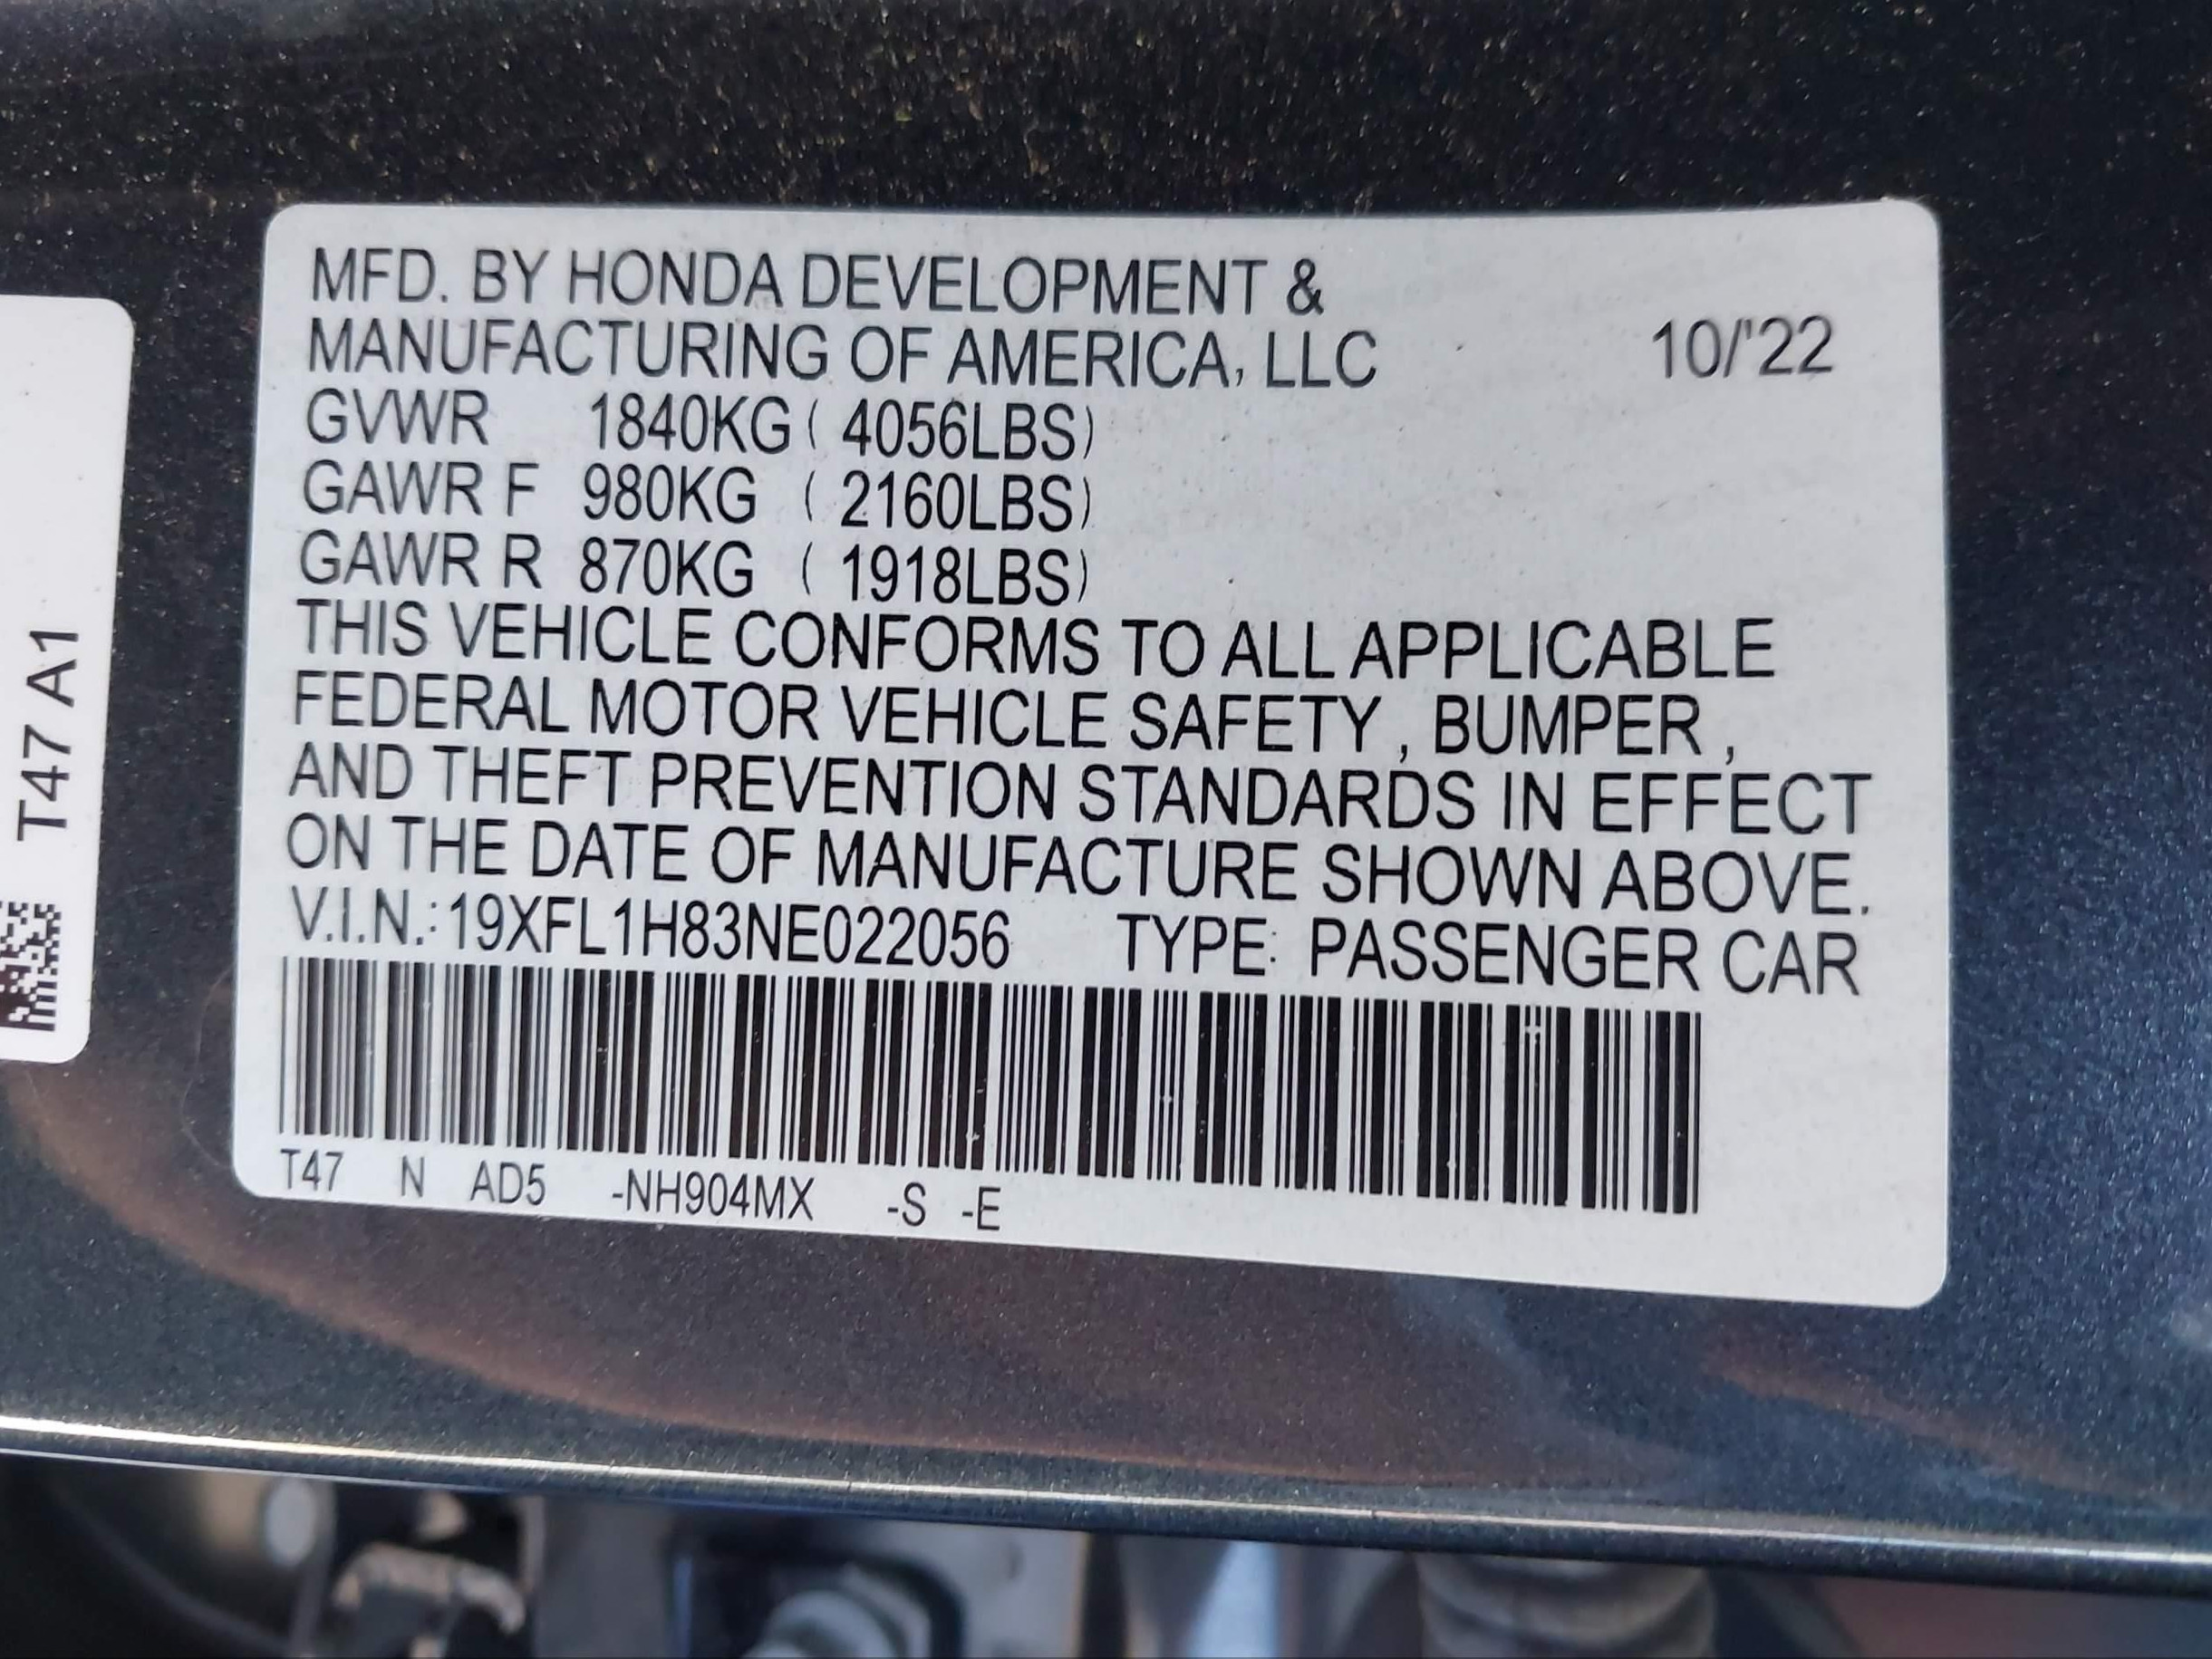 MFD. BY HONDA DEVELOPMENT &
MANUFACTURING OF AMERICA, LLC 10/'22
GVWR 1840KG ( 4056LBS)
GAWR F 980KG ( 2160LBS)
GAWR R 870KG ( 1918LBS)
THIS VEHICLE CONFORMS TO ALL APPLICABLE
FEDERAL MOTOR VEHICLE SAFETY , BUMPER ,
AND THEFT PREVENTION STANDARDS IN EFFECT
ON THE DATE OF MANUFACTURE SHOWN ABOVE.
V.I.N.: 19XFL1H83NE022056 TYPE: PASSENGER CAR
T47 N AD5 -NH904MX -S -E
T47 A1